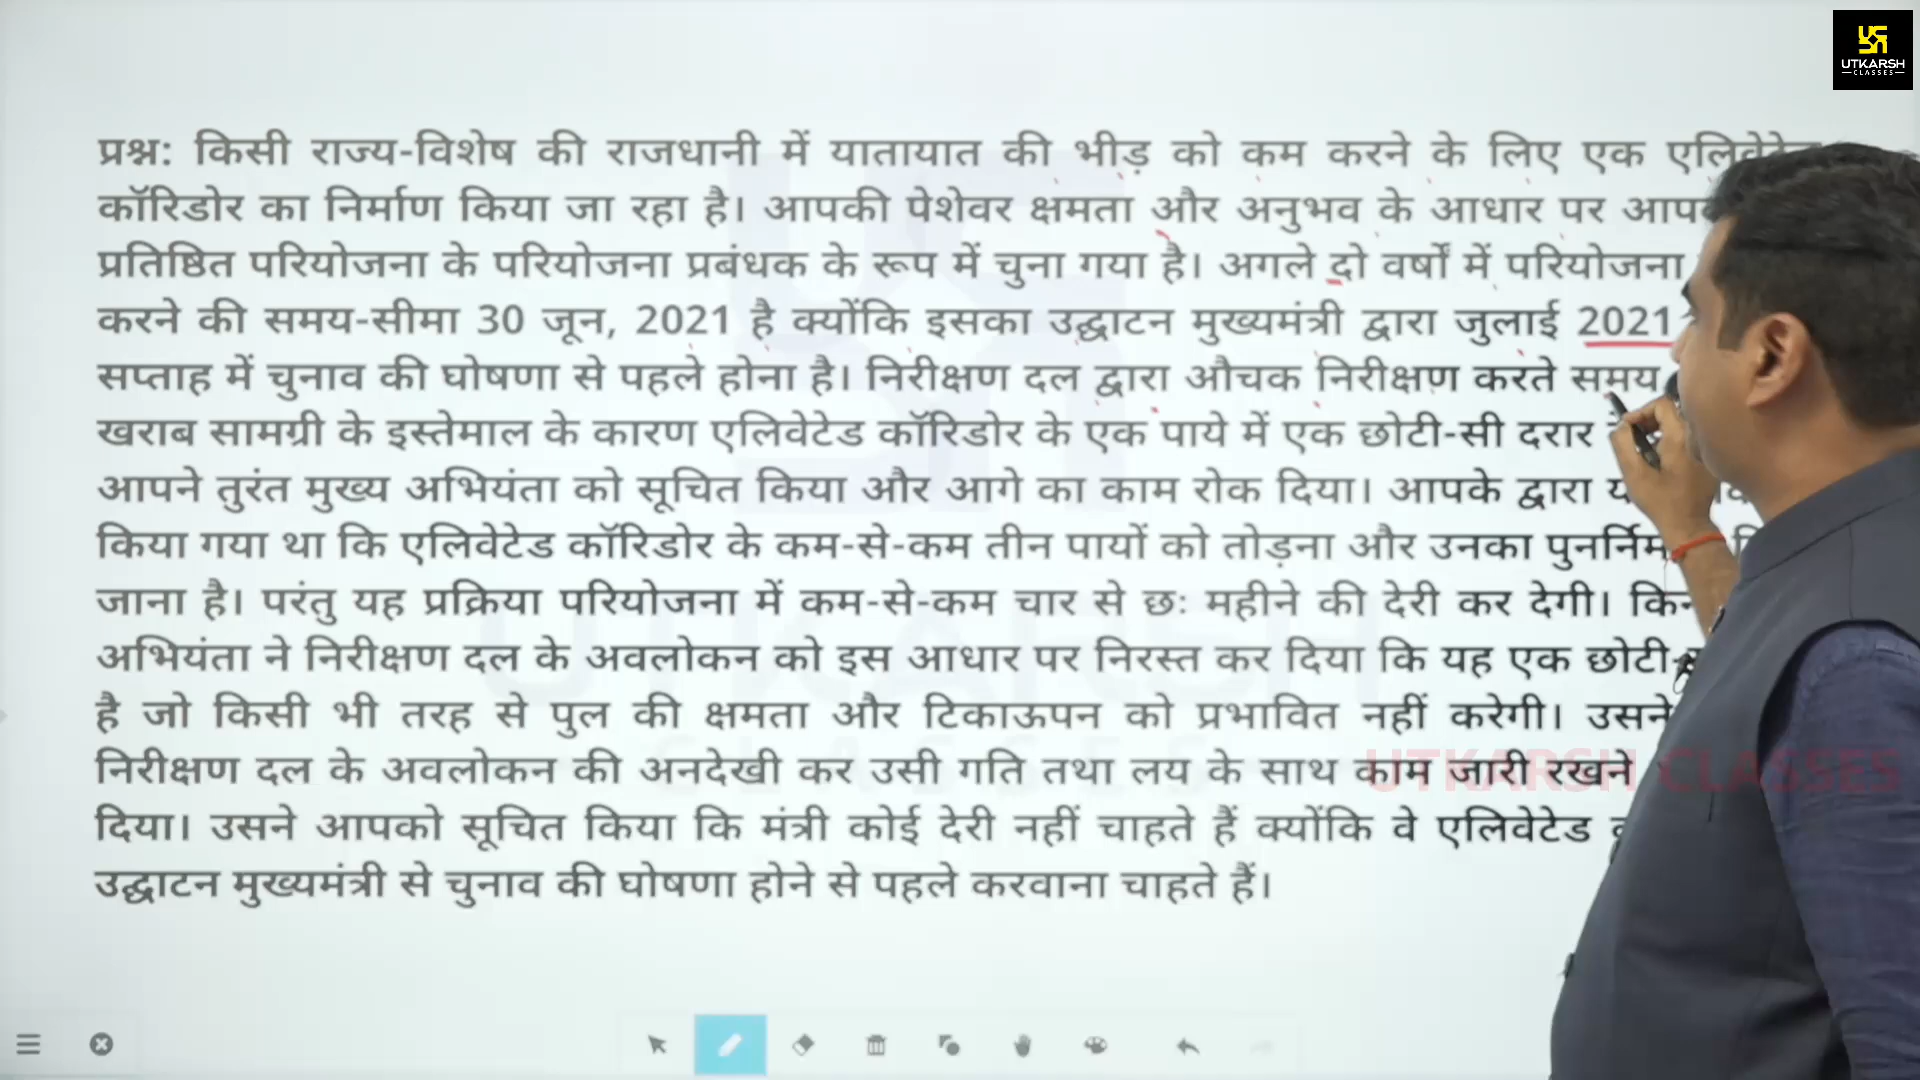 UTKARSH
CLASSES
प्रश्न: किसी राज्य-विशेष की राजधानी में यातायात की भीड़ को कम करने के लिए एक
कॉरिडोर का निर्माण किया जा रहा है। आपकी पेशेवर क्षमता और अनुभव के आधार पर
प्रतिष्ठित परियोजना के परियोजना प्रबंधक के रूप में चुना गया है। अगले दो वर्षों में परियोजना
करने की समय-सीमा 30 जून, 2021 है क्योंकि इसका उद्घाटन मुख्यमंत्री द्वारा जुलाई 2021
सप्ताह में चुनाव की घोषणा से पहले होना है। निरीक्षण दल द्वारा औचक निरीक्षण करते समय
खराब सामग्री के इस्तेमाल के कारण एलिवेटेड कॉरिडोर के एक पाये में एक छोटी-सी दरार
आपने तुरंत मुख्य अभियंता को सूचित किया और आगे का काम रोक दिया। आपके द्वारा
किया गया था कि एलिवेटेड कॉरिडोर के कम-से-कम तीन पायों को तोड़ना और उनका
जाना है। परंतु यह प्रक्रिया परियोजना में कम-से-कम चार से छः महीने की देरी कर देगी।
अभियंता ने निरीक्षण दल के अवलोकन को इस आधार पर निरस्त कर दिया कि यह एक छोटी
है जो किसी भी तरह से पुल की क्षमता और टिकाऊपन को प्रभावित नहीं करेगी। उसने
निरीक्षण दल के अवलोकन की अनदेखी कर उसी गति तथा लय के साथ काम जारी रखने
दिया। उसने आपको सूचित किया कि मंत्री कोई देरी नहीं चाहते हैं क्योंकि वे एलिवेटेड
उद्घाटन मुख्यमंत्री से चुनाव की घोषणा होने से पहले करवाना चाहते हैं।
UTKARSH CLASSES